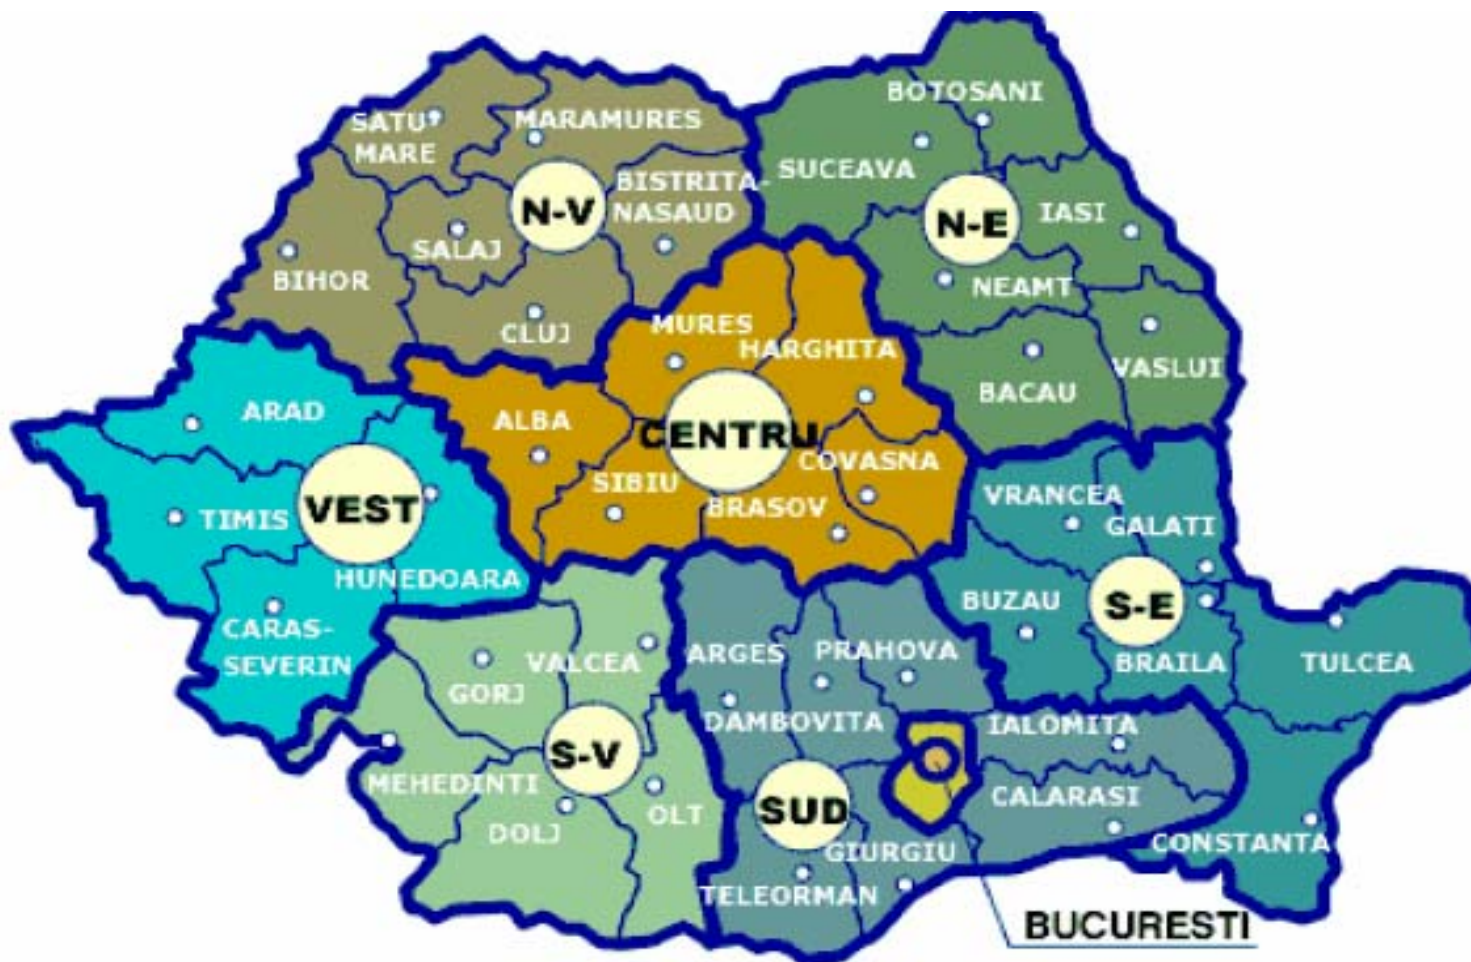 BOTOSANI
SATU
MARE
MARAMURES
SUCEAVA
BISTRITA-
NASAUD
N-V
N-E
IASI
SALAJ
BIHOR
NEAMT
CLUJ
MURES
HARGHITA
VASLUI
BACAU
ARAD
ALBA
CENTRU
COVASNA
SIBIU
BRASOV
VRANCEA
GALATI
TIMIS
VEST
HUNEDOARA
BUZAU
S-E
CARAS-
SEVERIN
ARGES
PRAHOVA
BRAILA
TULCEA
VALCEA
GORJ
DAMBOVITA
IALOMITA
S-V
MEHEDINTI
OLT
DOLJ
SUD
CALARASI
GIURGIU
CONSTANTA
TELEORMAN
BUCURESTI